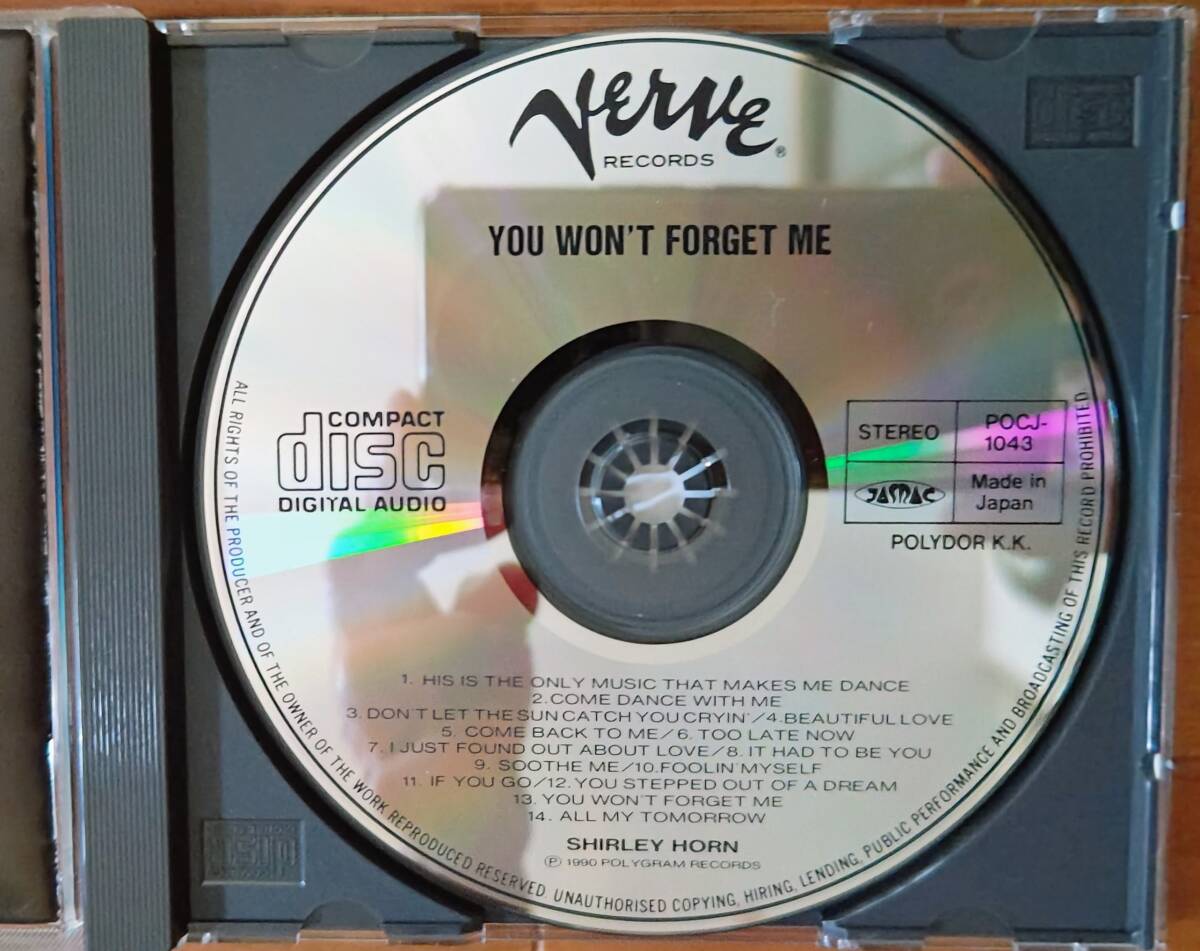 Verve®
RECORDS
YOU WON'T FORGET ME
COMPACT
disc
DIGITAL AUDIO
STEREO
POCJ-
1043
JASRAC
Made in
Japan
POLYDOR K.K.
1. HIS IS THE ONLY MUSIC THAT MAKES ME DANCE
2. COME DANCE WITH ME
3. DON'T LET THE SUN CATCH YOU CRYIN'/4. BEAUTIFUL LOVE
5. COME BACK TO ME/6. TOO LATE NOW
7. I JUST FOUND OUT ABOUT LOVE/8. IT HAD TO BE YOU
9. SOOTHE ME/10. FOOLIN' MYSELF
11. IF YOU GO/12. YOU STEPPED OUT OF A DREAM
13. YOU WON'T FORGET ME
14. ALL MY TOMORROW
SHIRLEY HORN
Ⓟ 1990 POLYGRAM RECORDS
ALL RIGHTS OF THE PRODUCER AND OF THE OWNER OF THE WORK REPRODUCED RESERVED. UNAUTHORISED COPYING, HIRING, LENDING, PUBLIC PERFORMANCE AND BROADCASTING OF THIS RECORD PROHIBITED.